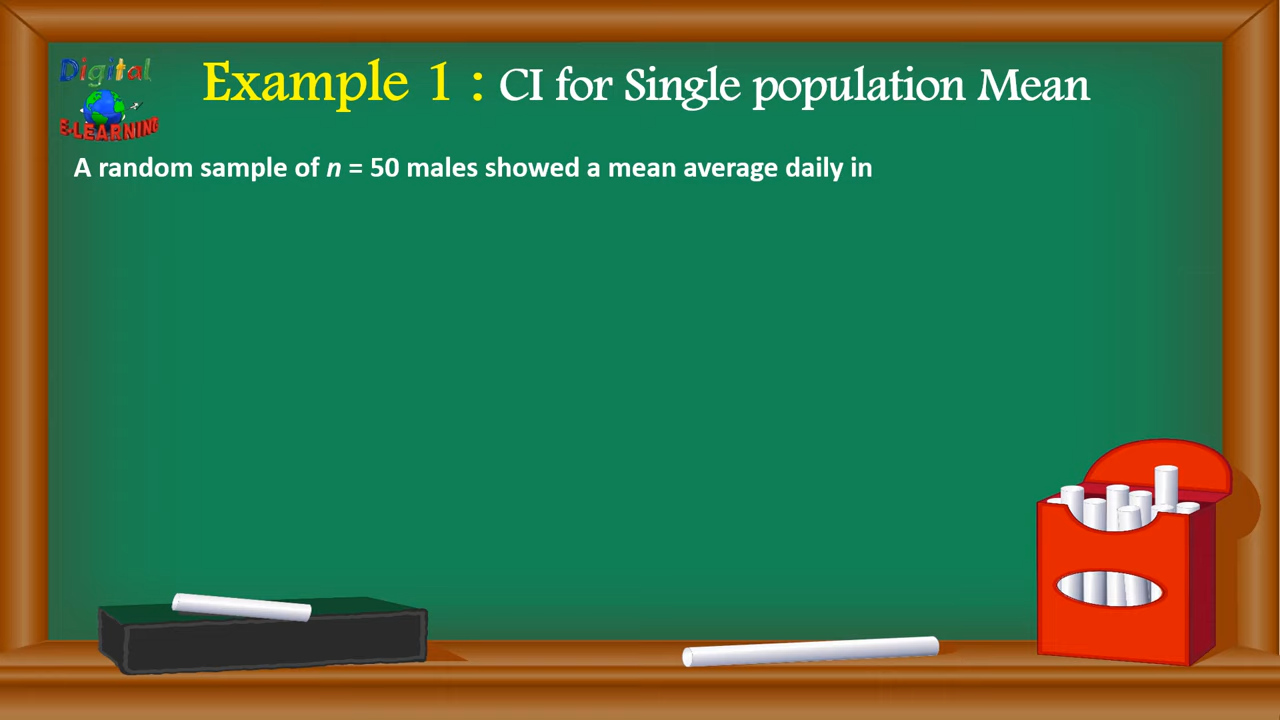 Digital
E-LEARNING
Example 1 : CI for Single population Mean
A random sample of n = 50 males showed a mean average daily in